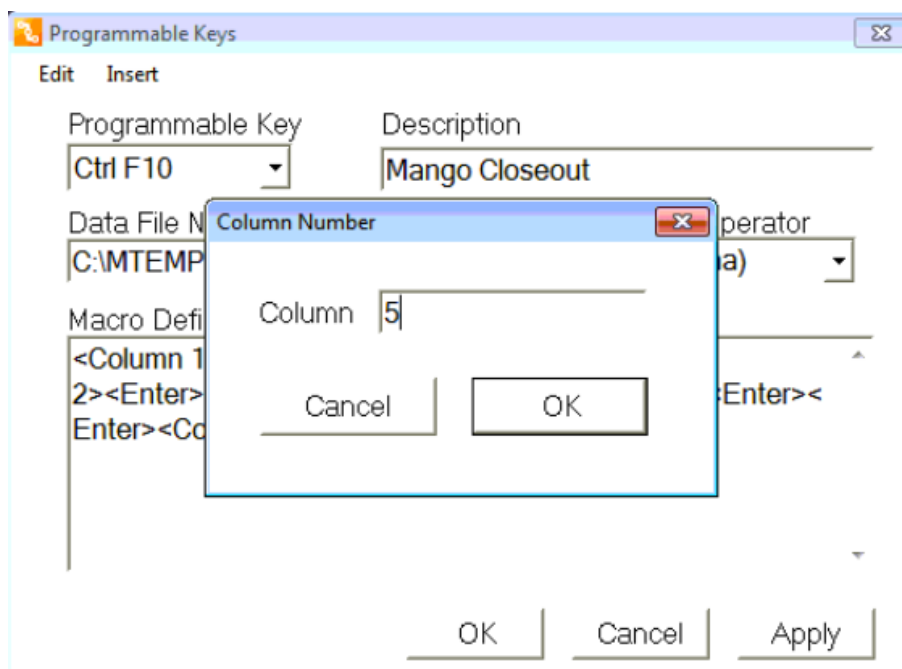 Programmable Keys
Edit Insert
Programmable Key Description
Ctrl F10 Mango Closeout
Data File N Column Number perator
C:\MTEMP a)
Column 5
Macro Defi
<Column 1
2><Enter> Cancel OK Enter><
Enter><Co
OK Cancel Apply